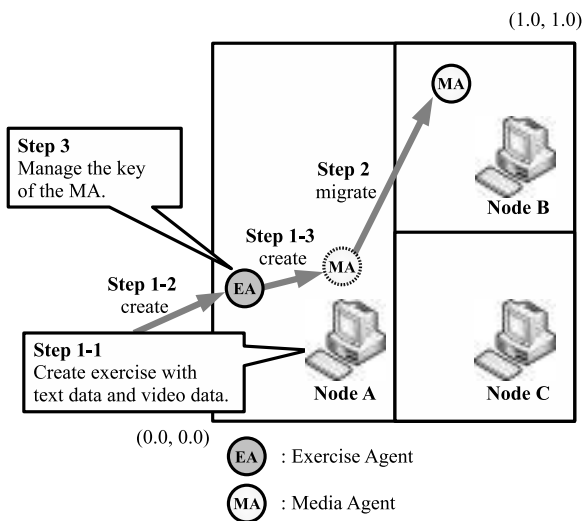 (1.0, 1.0)
MA
Step 3
Manage the key
of the MA.
Step 2
migrate
Node B
Step 1-3
create
MA
Step 1-2
create
EA
Step 1-1
Create exercise with
text data and video data.
Node A
Node C
(0.0, 0.0)
EA : Exercise Agent
MA : Media Agent